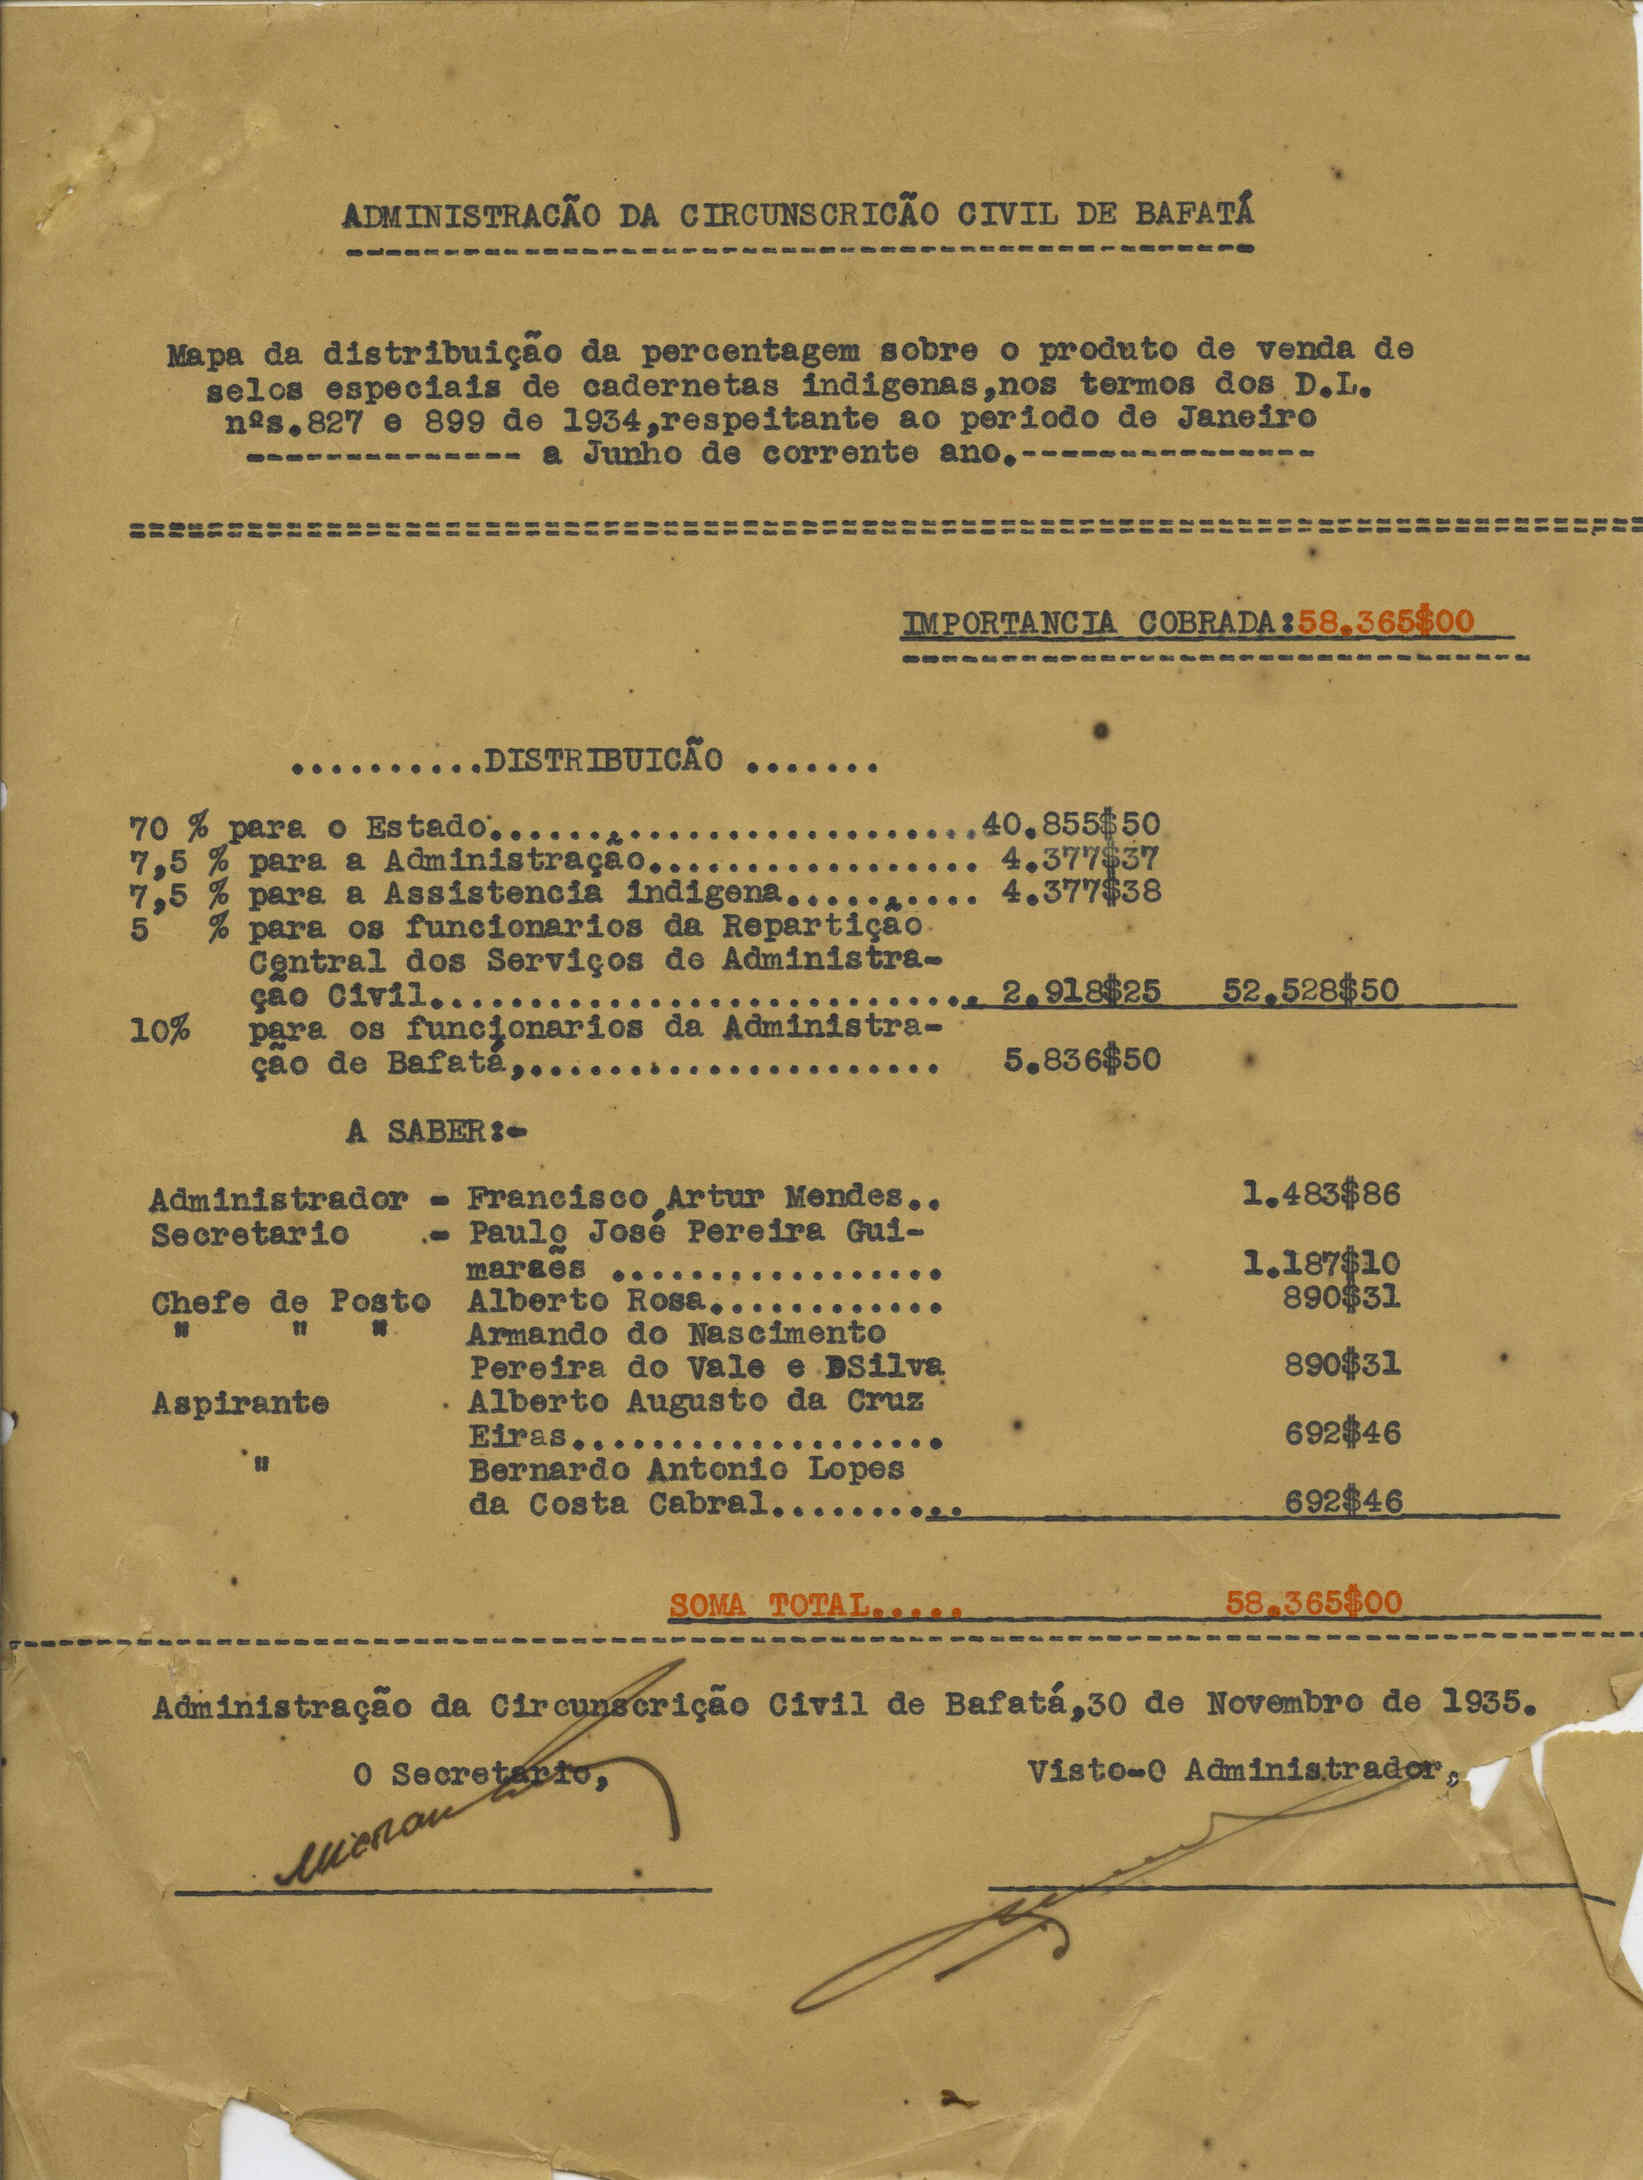 ADMINISTRACÃO DA CIRCUNSCRICÃO CIVIL DE BAFATÁ
Mapa da distribuição da percentagem sobre o produto de venda de
selos especiais de cadernetas indigenas,nos termos dos D.L.
nºs.827 e 899 de 1934,respeitante ao periodo de Janeiro
-------------- a Junho de corrente ano.---------------
IMPORTANCIA COBRADA:58.365$00
..........DISTRIBUICÃO .......
70 % para o Estado.........................40.855$50
7,5 % para a Administração................. 4.377$37
7,5 % para a Assistencia indigena.......... 4.377$38
5 % para os funcionarios da Repartição
Central dos Serviços de Administra-
ção Civil............................ 2.918$25 52.528$50
10% para os funcionarios da Administra-
ção de Bafatá,..................... 5.836$50
A SABER:-
Administrador - Francisco Artur Mendes.. 1.483$86
Secretario .- Paulo José Pereira Gui-
marães ................. 1.187$10
Chefe de Posto Alberto Rosa............ 890$31
" " " Armando do Nascimento
Pereira do Vale e DSilva 890$31
Aspirante Alberto Augusto da Cruz
Eiras................... 692$46
" Bernardo Antonio Lopes
da Costa Cabral.......... 692$46
SOMA TOTAL..... 58.365$00
Administração da Circunscrição Civil de Bafatá,30 de Novembro de 1935.
O Secretario, Visto-O Administrador,